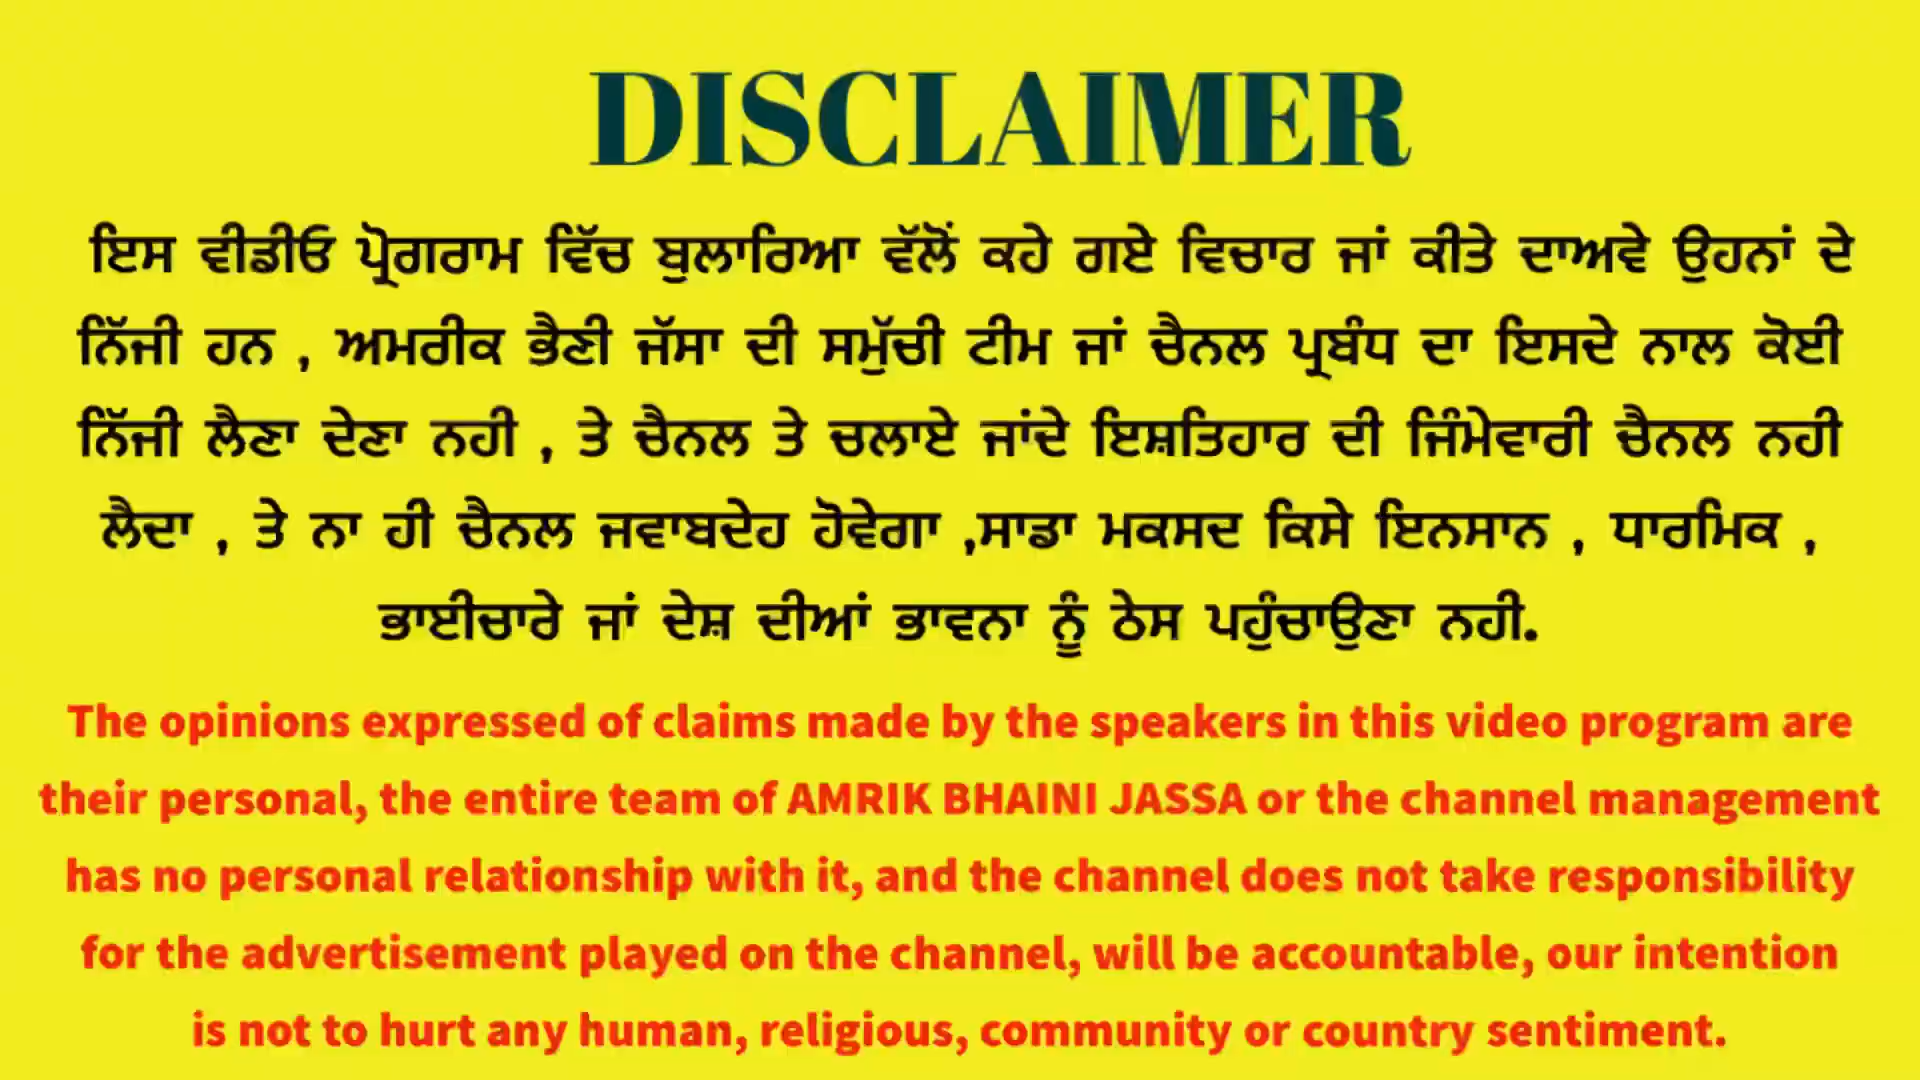 DISCLAIMER
ਇਸ ਵੀਡੀਓ ਪ੍ਰੋਗਰਾਮ ਵਿੱਚ ਬੁਲਾਰਿਆ ਵੱਲੋਂ ਕਹੇ ਗਏ ਵਿਚਾਰ ਜਾਂ ਕੀਤੇ ਦਾਅਵੇ ਉਹਨਾਂ ਦੇ
ਨਿੱਜੀ ਹਨ , ਅਮਰੀਕ ਭੈਣੀ ਜੱਸਾ ਦੀ ਸਮੁੱਚੀ ਟੀਮ ਜਾਂ ਚੈਨਲ ਪ੍ਰਬੰਧ ਦਾ ਇਸਦੇ ਨਾਲ ਕੋਈ
ਨਿੱਜੀ ਲੈਣਾ ਦੇਣਾ ਨਹੀ , ਤੇ ਚੈਨਲ ਤੇ ਚਲਾਏ ਜਾਂਦੇ ਇਸ਼ਤਿਹਾਰ ਦੀ ਜਿੰਮੇਵਾਰੀ ਚੈਨਲ ਨਹੀ
ਲੈਦਾ , ਤੇ ਨਾ ਹੀ ਚੈਨਲ ਜਵਾਬਦੇਹ ਹੋਵੇਗਾ ,ਸਾਡਾ ਮਕਸਦ ਕਿਸੇ ਇਨਸਾਨ , ਧਾਰਮਿਕ ,
ਭਾਈਚਾਰੇ ਜਾਂ ਦੇਸ਼ ਦੀਆਂ ਭਾਵਨਾ ਨੂੰ ਠੇਸ ਪਹੁੰਚਾਉਣਾ ਨਹੀ.
The opinions expressed of claims made by the speakers in this video program are
their personal, the entire team of AMRIK BHAINI JASSA or the channel management
has no personal relationship with it, and the channel does not take responsibility
for the advertisement played on the channel, will be accountable, our intention
is not to hurt any human, religious, community or country sentiment.